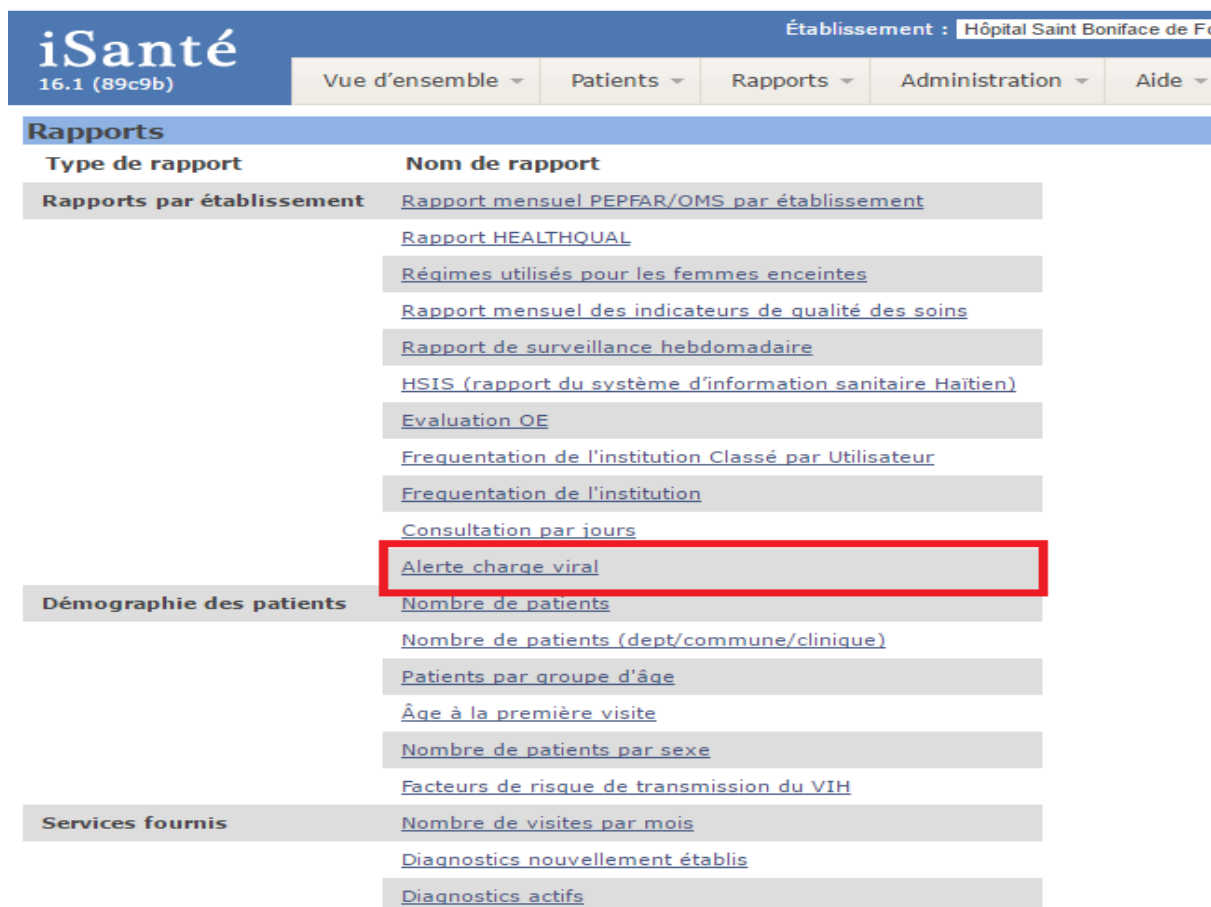 iSanté
16.1 (89c9b)
Établissement : Hôpital Saint Boniface de
Vue d'ensemble Patients Rapports Administration Aide
Rapports
Type de rapport Nom de rapport
Rapports par établissement Rapport mensuel PEPFAR/OMS par établissement
Rapport HEALTHQUAL
Régimes utilisés pour les femmes enceintes
Rapport mensuel des indicateurs de qualité des soins
Rapport de surveillance hebdomadaire
HSIS (rapport du système d'information sanitaire Haïtien)
Evaluation OE
Frequentation de l'institution Classé par Utilisateur
Frequentation de l'institution
Consultation par jours
Alerte charge viral
Démographie des patients Nombre de patients
Nombre de patients (dept/commune/clinique)
Patients par groupe d'âge
Âge à la première visite
Nombre de patients par sexe
Facteurs de risque de transmission du VIH
Services fournis Nombre de visites par mois
Diagnostics nouvellement établis
Diagnostics actifs